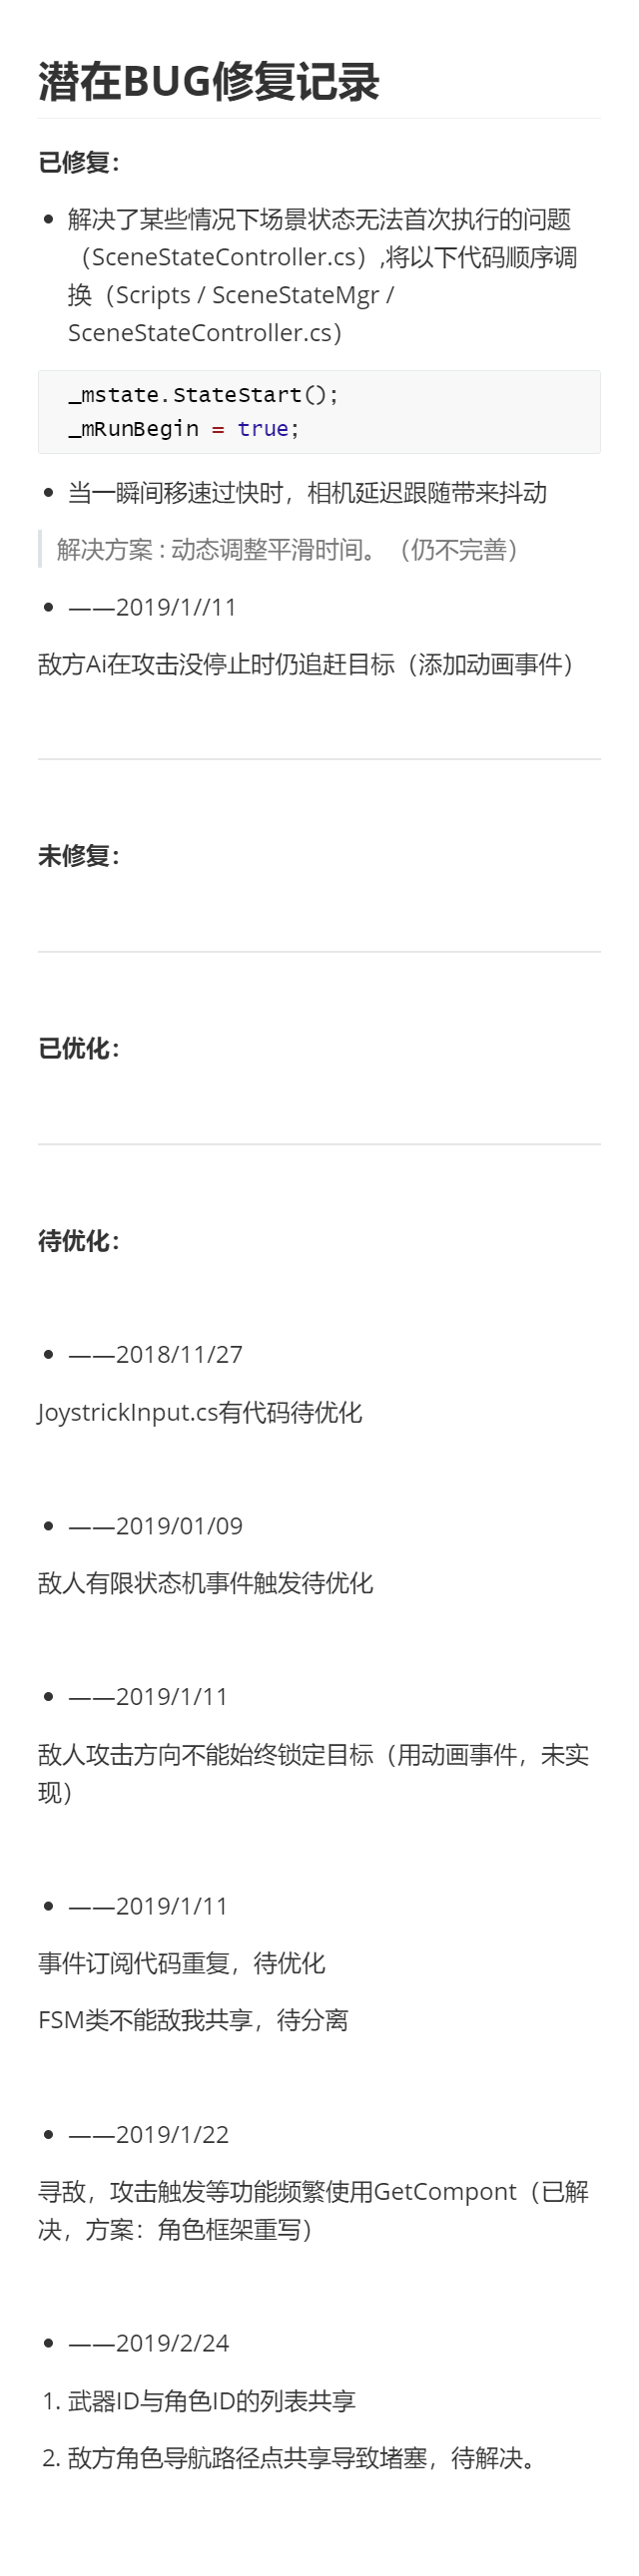 潜在BUG修复记录
已修复：
解决了某些情况下场景状态无法首次执行的问题
（SceneStateController.cs）,将以下代码顺序调
换（Scripts / SceneStateMgr /
SceneStateController.cs）
_mstate.StateStart();
_mRunBegin = true;
当一瞬间移速过快时，相机延迟跟随带来抖动
解决方案 : 动态调整平滑时间。（仍不完善）
——2019/1//11
敌方Ai在攻击没停止时仍追赶目标（添加动画事件）
未修复：
已优化：
待优化：
——2018/11/27
JoystrickInput.cs有代码待优化
——2019/01/09
敌人有限状态机事件触发待优化
——2019/1/11
敌人攻击方向不能始终锁定目标（用动画事件，未实
现）
——2019/1/11
事件订阅代码重复，待优化
FSM类不能敌我共享，待分离
——2019/1/22
寻敌，攻击触发等功能频繁使用GetCompont（已解
决，方案：角色框架重写）
——2019/2/24
1. 武器ID与角色ID的列表共享
2. 敌方角色导航路径点共享导致堵塞，待解决。